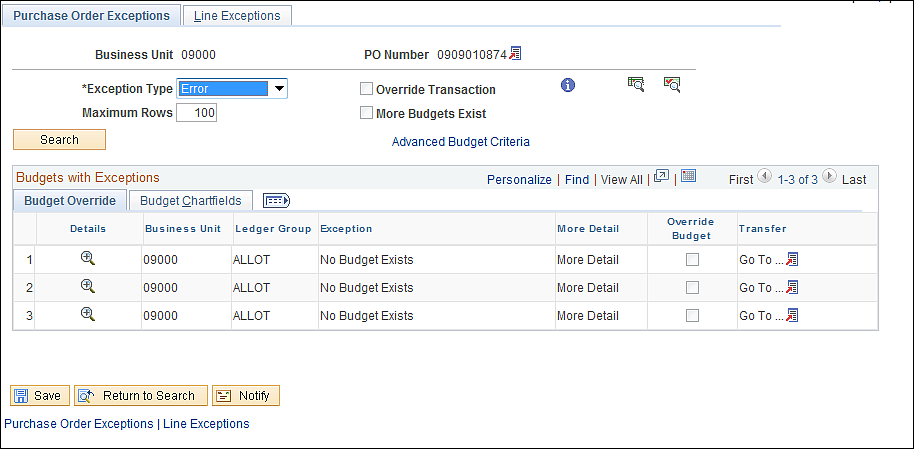 Purchase Order Exceptions Line Exceptions
Business Unit 09000 PO Number 0909010874
*Exception Type Error Override Transaction
Maximum Rows 100 More Budgets Exist
Search Advanced Budget Criteria
Budgets with Exceptions Personalize | Find | View All | | First 1-3 of 3 Last
Budget Override Budget Chartfields
Details Business Unit Ledger Group Exception More Detail Override Budget Transfer
1 09000 ALLOT No Budget Exists More Detail Go To ...
2 09000 ALLOT No Budget Exists More Detail Go To ...
3 09000 ALLOT No Budget Exists More Detail Go To ...
Save Return to Search Notify
Purchase Order Exceptions | Line Exceptions